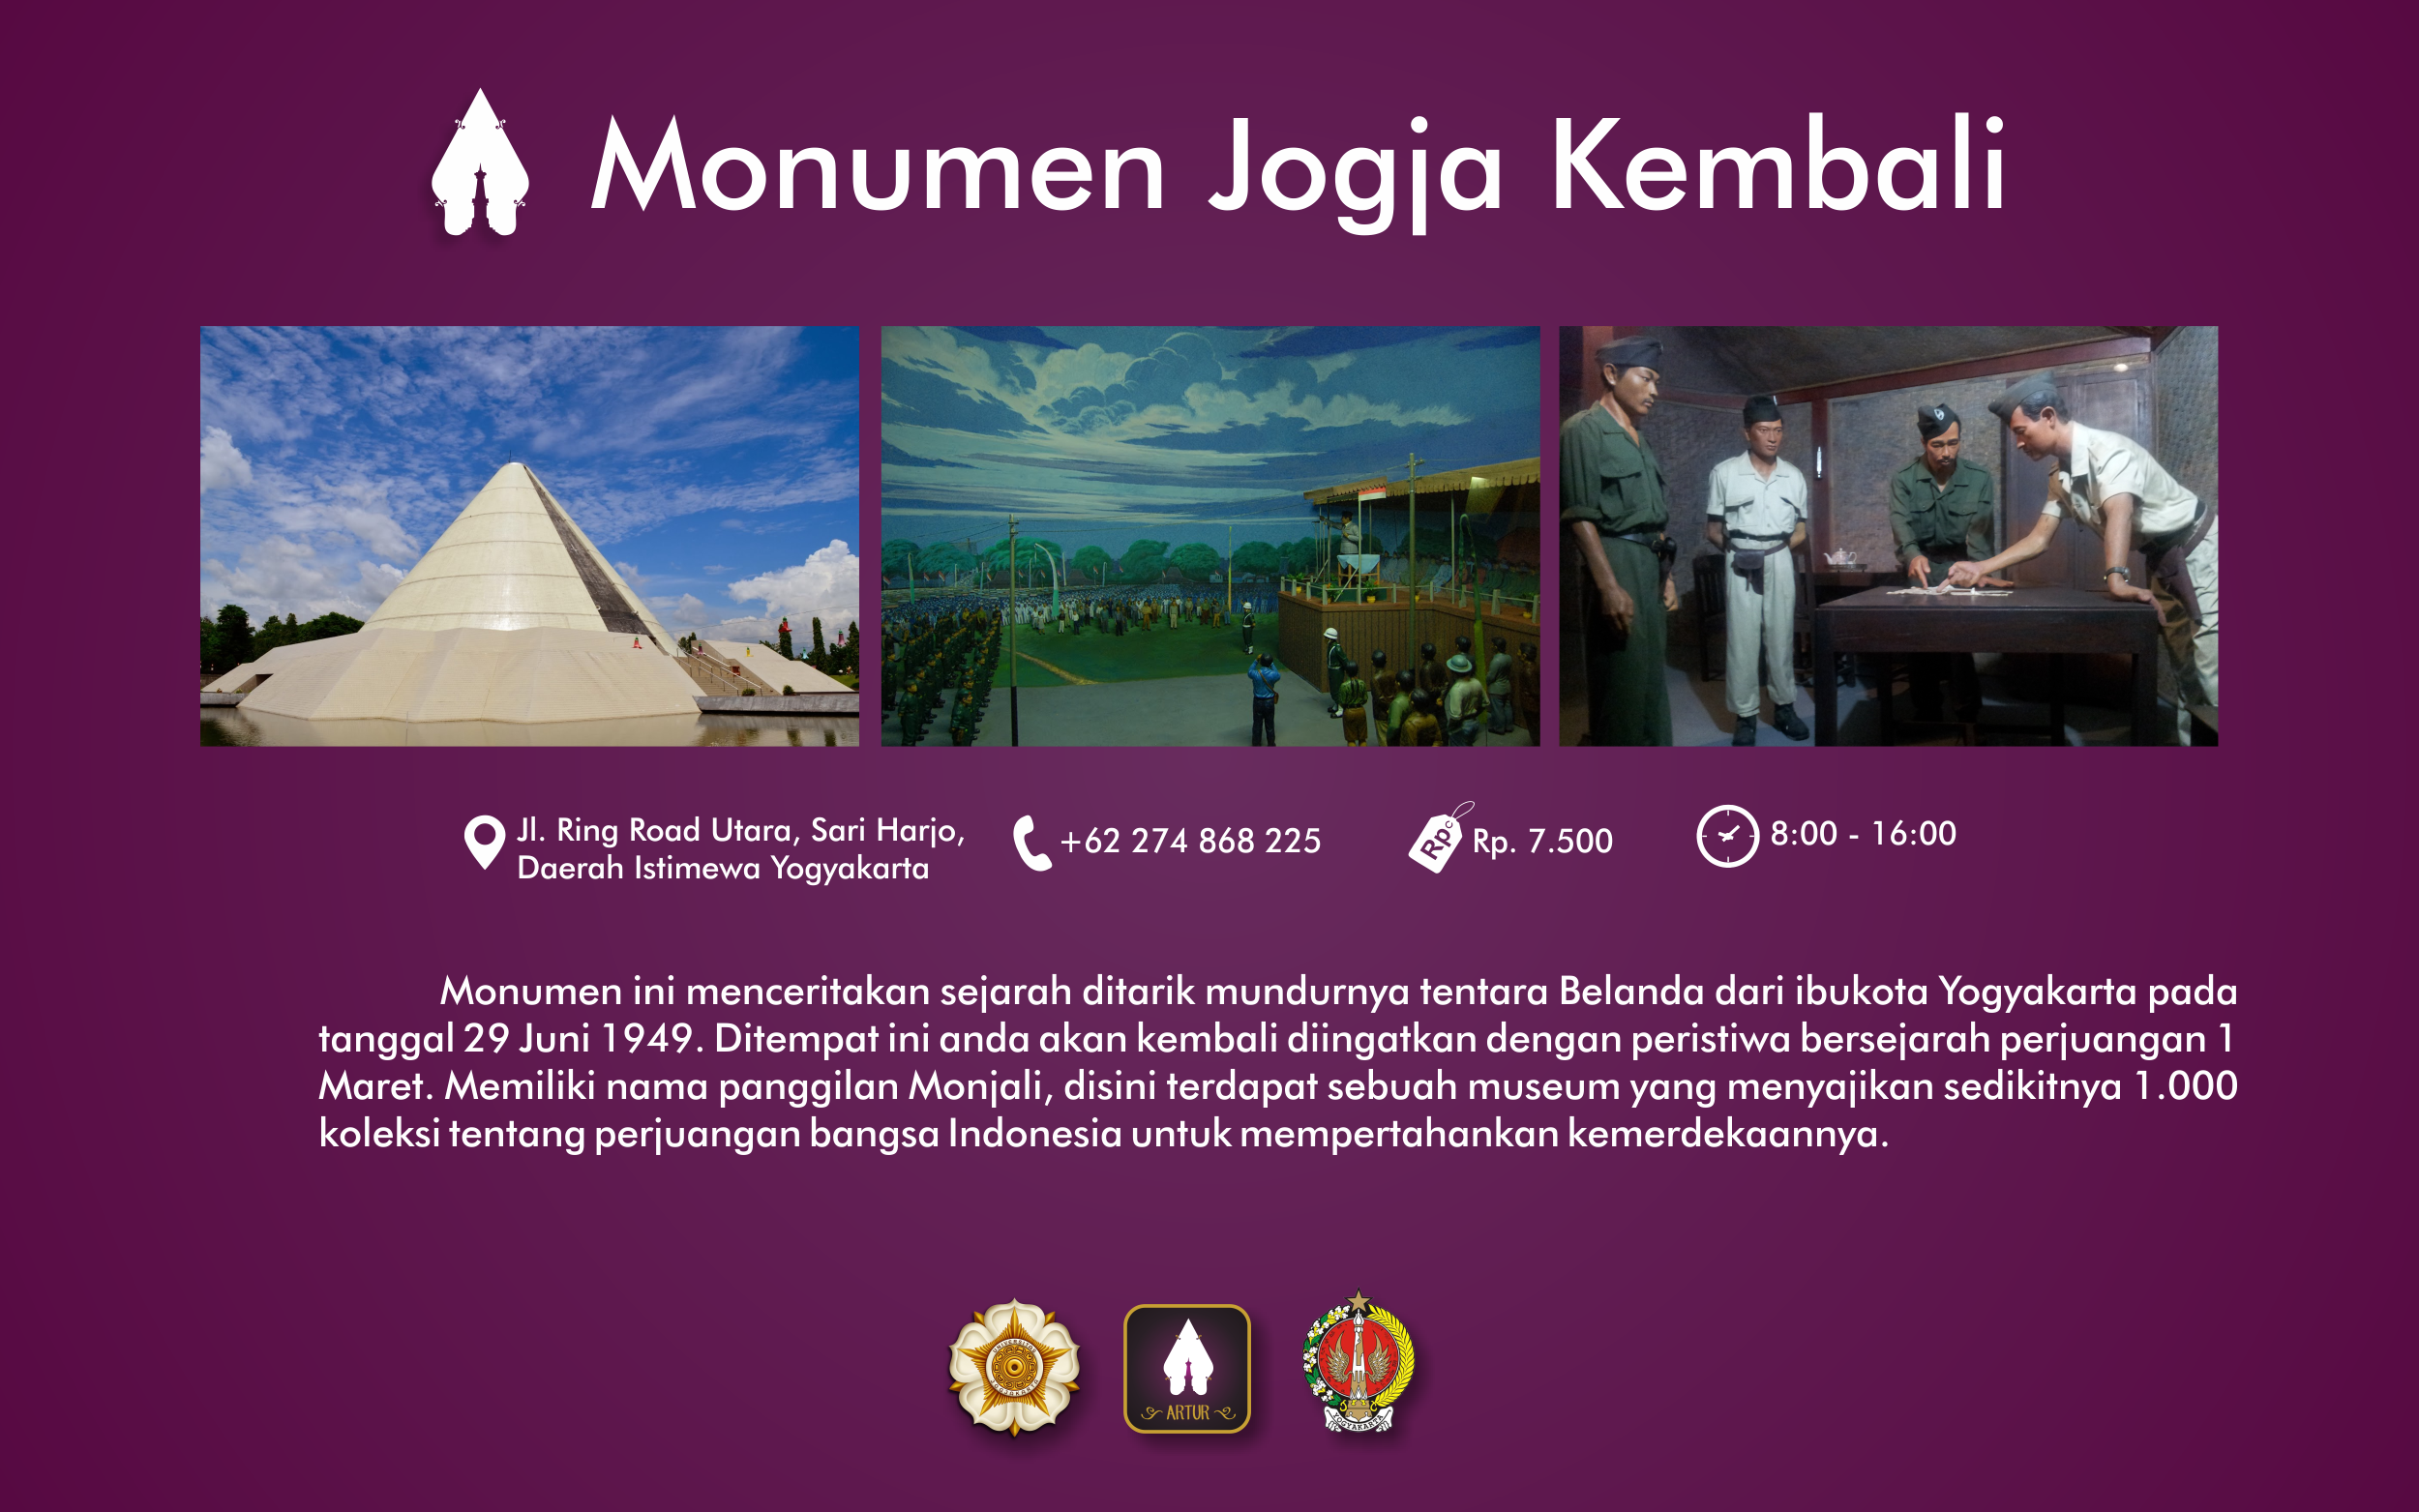 Monumen Jogja Kembali
Jl. Ring Road Utara, Sari Harjo,
Daerah Istimewa Yogyakarta
+62 274 868 225
Rp
Rp. 7.500
8:00 - 16:00
Monumen ini menceritakan sejarah ditarik mundurnya tentara Belanda dari ibukota Yogyakarta pada
tanggal 29 Juni 1949. Ditempat ini anda akan kembali diingatkan dengan peristiwa bersejarah perjuangan 1
Maret. Memiliki nama panggilan Monjali, disini terdapat sebuah museum yang menyajikan sedikitnya 1.000
koleksi tentang perjuangan bangsa Indonesia untuk mempertahankan kemerdekaannya.
ARTUR
YOGYAKARTA